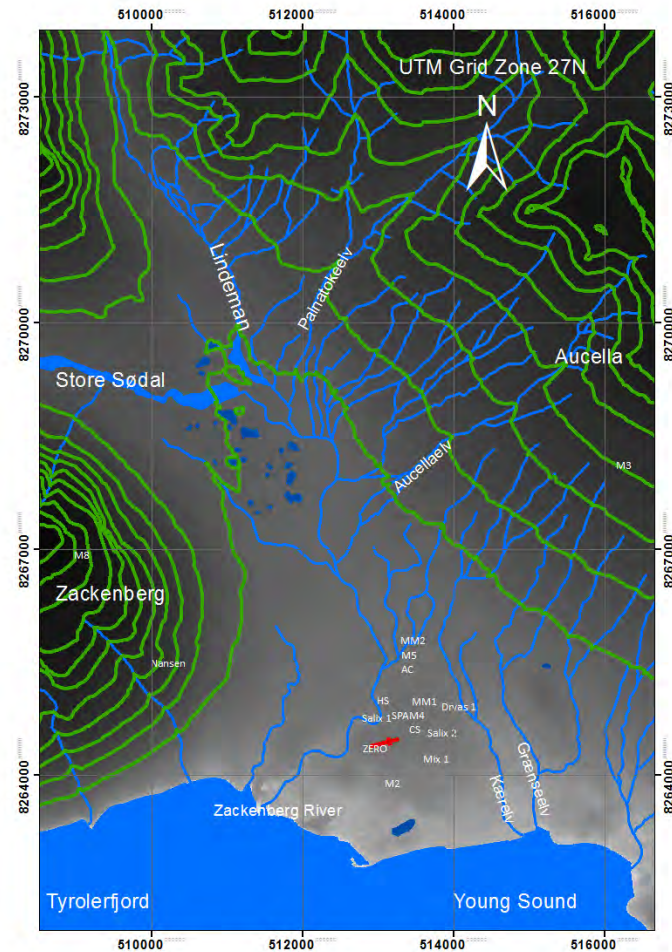 510000 512000 514000 516000
UTM Grid Zone 27N
8273000 8273000
N
Lindeman
Palnatokeelv
8270000 8270000
Aucella
Store Sødal
M3
Aucellaelv
8267000 8267000
M8
Zackenberg
MM2
M5
Nansen
AC
HS MM1
Dryas 1
Salix 1 SPAM4
CS Salix 2
ZERO
Mix 1
Grænseelv
8264000 8264000
M2
Kærelv
Zackenberg River
Tyrolerfjord Young Sound
510000 512000 514000 516000